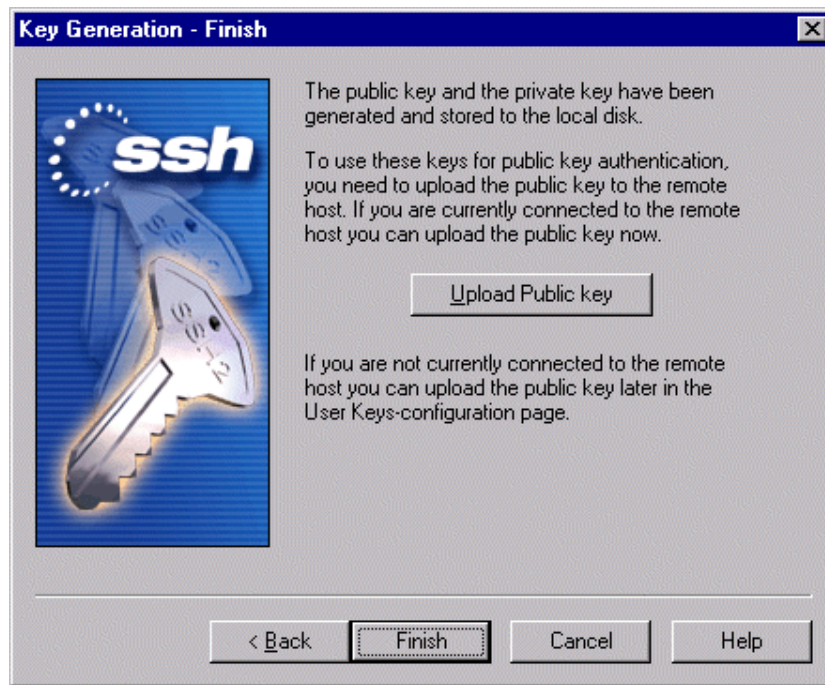 Key Generation - Finish
ssh
SSH2
The public key and the private key have been
generated and stored to the local disk.
To use these keys for public key authentication,
you need to upload the public key to the remote
host. If you are currently connected to the remote
host you can upload the public key now.
Upload Public key
If you are not currently connected to the remote
host you can upload the public key later in the
User Keys-configuration page.
< Back
Finish
Cancel
Help